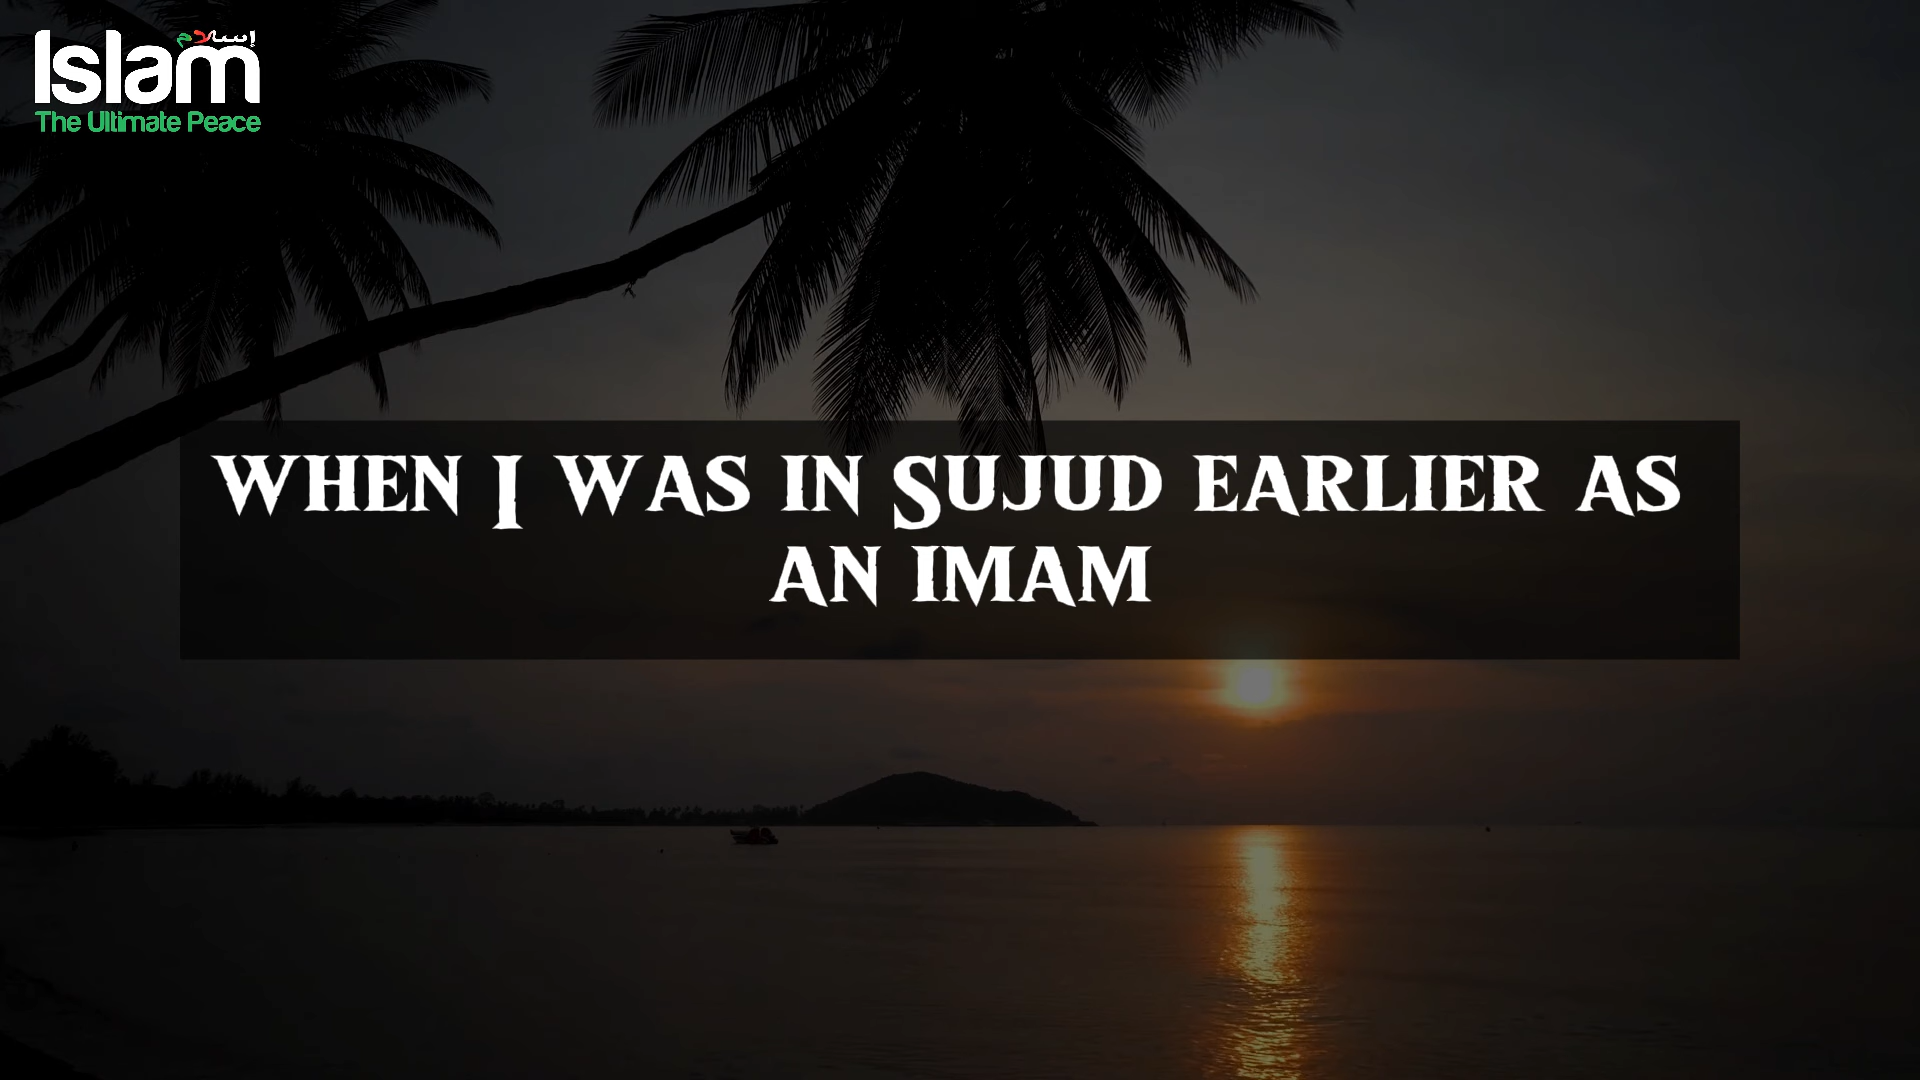 إسلام
Islam
The Ultimate Peace
when I was in Sujud earlier as
an imam